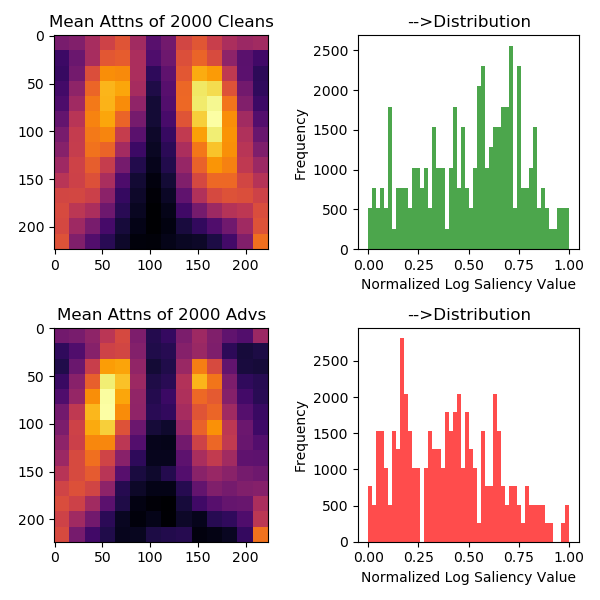 Mean Attns of 2000 Cleans
0
50
100
150
200
0 50 100 150 200
-->Distribution
Frequency
2500
2000
1500
1000
500
0
0.00 0.25 0.50 0.75 1.00
Normalized Log Saliency Value
Mean Attns of 2000 Advs
0
50
100
150
200
0 50 100 150 200
-->Distribution
Frequency
2500
2000
1500
1000
500
0
0.00 0.25 0.50 0.75 1.00
Normalized Log Saliency Value